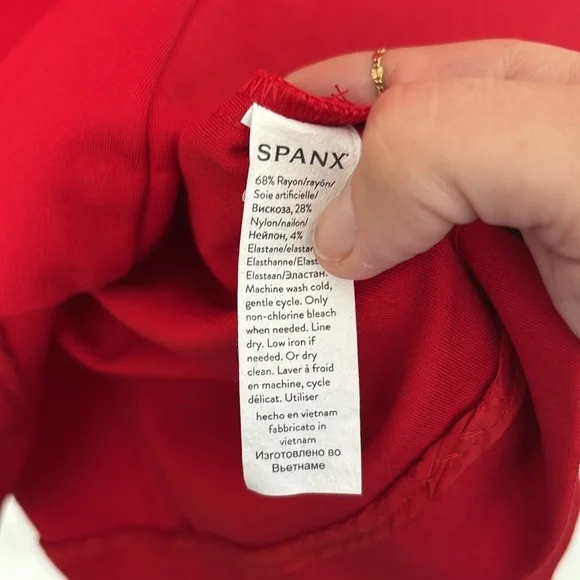 SPANX
68% Rayon/rayón/
Soie artificielle/
Вискоза, 28%
Nylon/nailon/
Нейлон, 4%
Elastane/elastan
Elasthanne/Elast
Elastaan/Эластан.
Machine wash cold,
gentle cycle. Only
non-chlorine bleach
when needed. Line
dry. Low iron if
needed. Or dry
clean. Laver à froid
en machine, cycle
délicat. Utiliser
hecho en vietnam
fabbricato in
vietnam
Изготовлено во
Вьетнаме